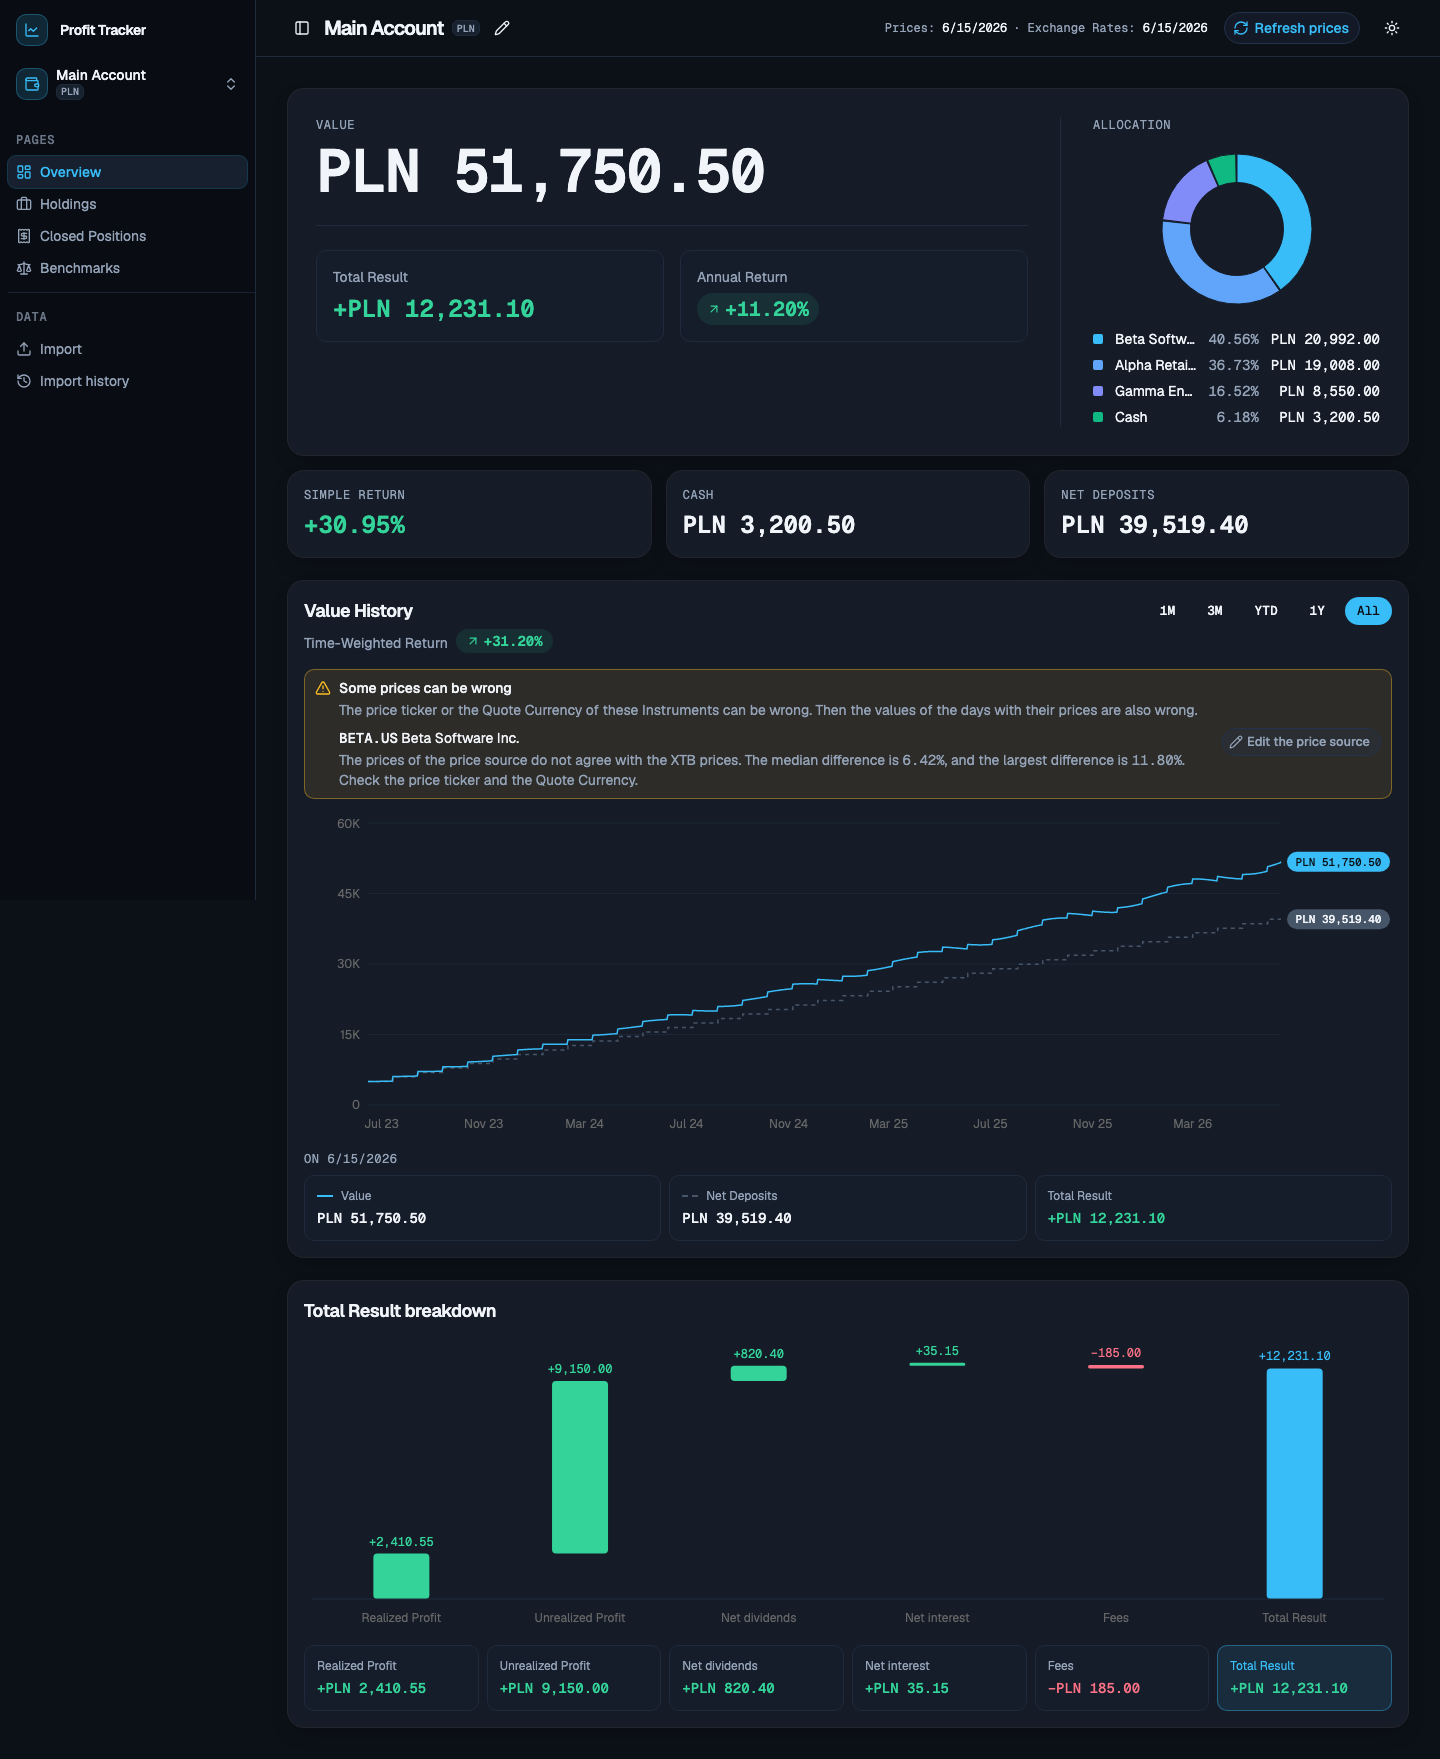 Profit Tracker
Main Account
PLN
PAGES
Overview
Holdings
Closed Positions
Benchmarks
DATA
Import
Import history
Main Account PLN
Prices: 6/15/2026 · Exchange Rates: 6/15/2026
Refresh prices
VALUE
PLN 51,750.50
Total Result
+PLN 12,231.10
Annual Return
+11.20%
ALLOCATION
Beta Softw… 40.56% PLN 20,992.00
Alpha Retai… 36.73% PLN 19,008.00
Gamma En… 16.52% PLN 8,550.00
Cash 6.18% PLN 3,200.50
SIMPLE RETURN
+30.95%
CASH
PLN 3,200.50
NET DEPOSITS
PLN 39,519.40
Value History
1M 3M YTD 1Y All
Time-Weighted Return +31.20%
Some prices can be wrong
The price ticker or the Quote Currency of these Instruments can be wrong. Then the values of the days with their prices are also wrong.
BETA.US Beta Software Inc.
The prices of the price source do not agree with the XTB prices. The median difference is 6.42%, and the largest difference is 11.80%.
Check the price ticker and the Quote Currency.
Edit the price source
60K
45K
30K
15K
0
PLN 51,750.50
PLN 39,519.40
Jul 23 Nov 23 Mar 24 Jul 24 Nov 24 Mar 25 Jul 25 Nov 25 Mar 26
ON 6/15/2026
Value
PLN 51,750.50
Net Deposits
PLN 39,519.40
Total Result
+PLN 12,231.10
Total Result breakdown
+2,410.55
+9,150.00
+820.40
+35.15
−185.00
+12,231.10
Realized Profit Unrealized Profit Net dividends Net interest Fees Total Result
Realized Profit
+PLN 2,410.55
Unrealized Profit
+PLN 9,150.00
Net dividends
+PLN 820.40
Net interest
+PLN 35.15
Fees
−PLN 185.00
Total Result
+PLN 12,231.10